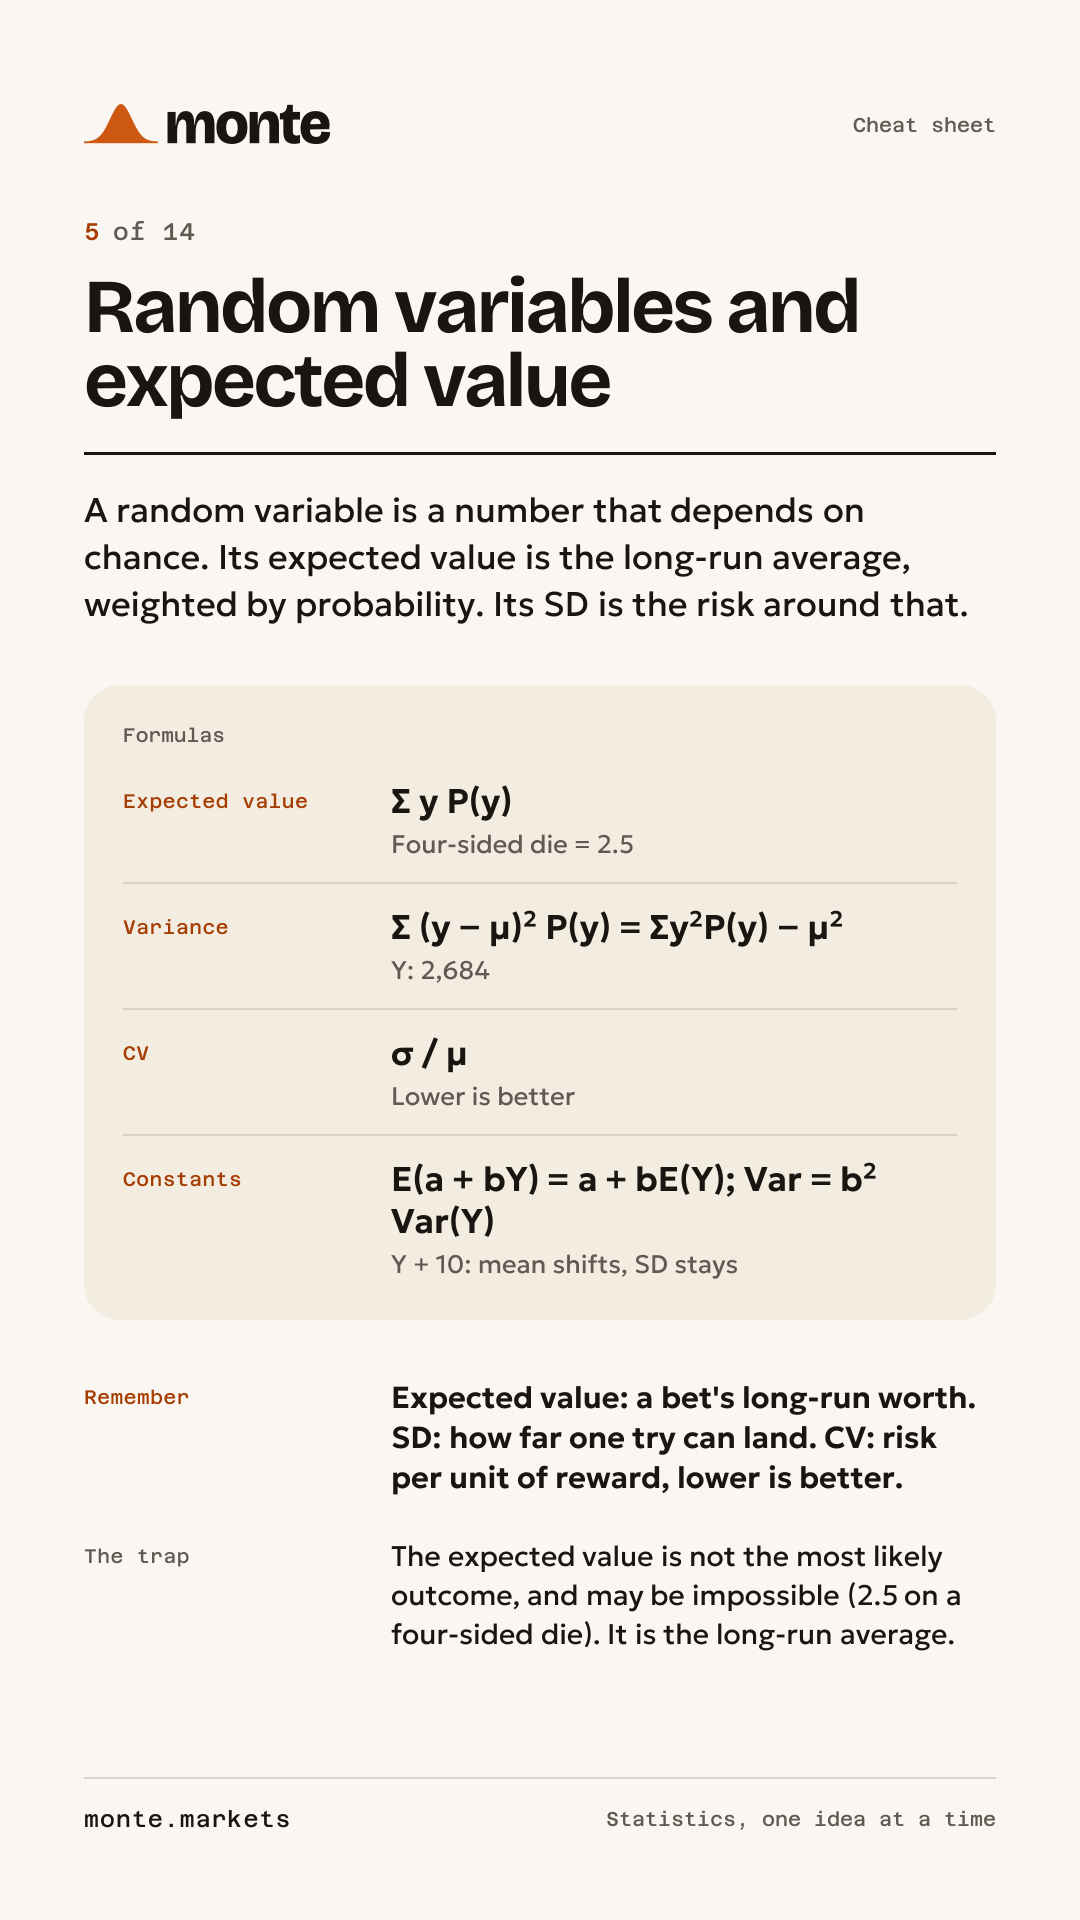 monte
Cheat sheet
5 of 14
Random variables and
expected value
A random variable is a number that depends on
chance. Its expected value is the long-run average,
weighted by probability. Its SD is the risk around that.
Formulas
Expected value
Σ y P(y)
Four-sided die = 2.5
Variance
Σ (y − μ)² P(y) = Σy²P(y) − μ²
Y: 2,684
CV
σ / μ
Lower is better
Constants
E(a + bY) = a + bE(Y); Var = b²
Var(Y)
Y + 10: mean shifts, SD stays
Remember
Expected value: a bet's long-run worth.
SD: how far one try can land. CV: risk
per unit of reward, lower is better.
The trap
The expected value is not the most likely
outcome, and may be impossible (2.5 on a
four-sided die). It is the long-run average.
monte.markets
Statistics, one idea at a time